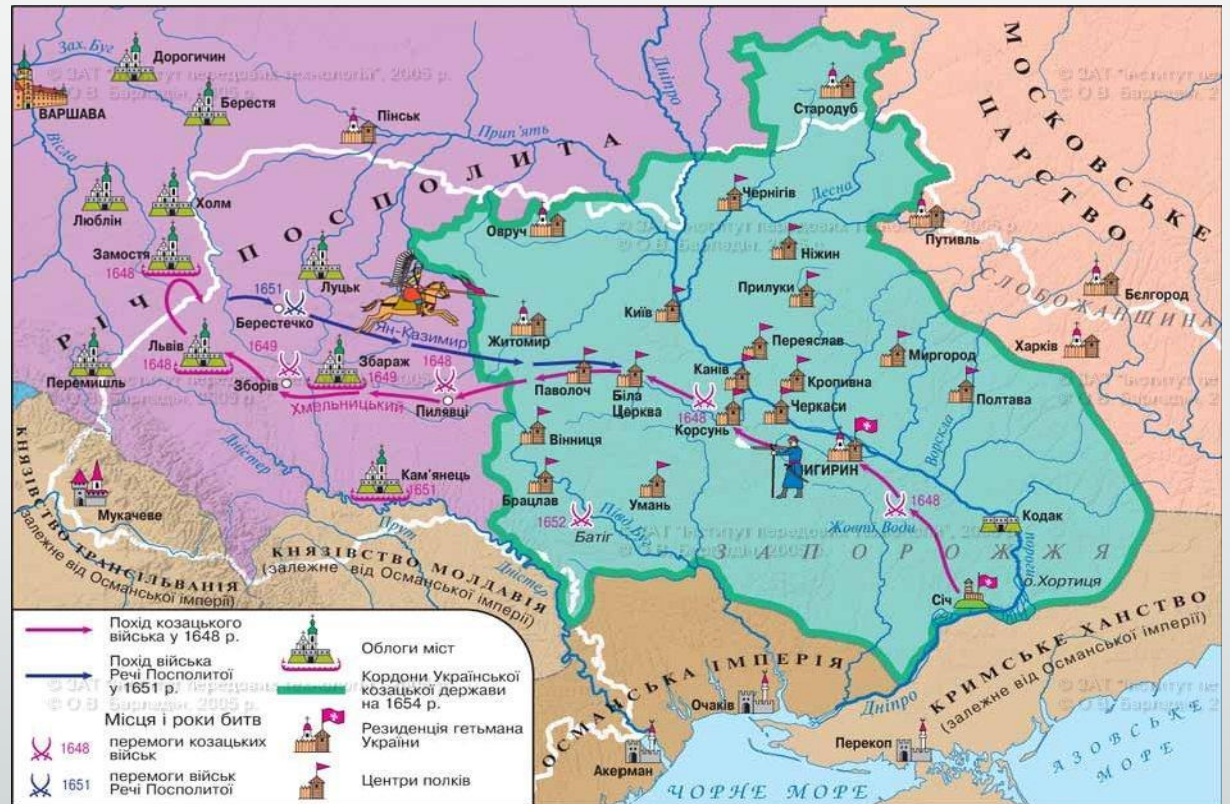 Зах. Буг
Дорогичин
ВАРШАВА
Берестя
Вісла
Пінськ
Прип'ять
Дніпро
Стародуб
МОСКОВСЬКЕ
ЦАРСТВО
© ЗАТ "Інститут передових технологій", 2005 р.
© О.В. Барладін, 2005 р.
Люблін
Холм
РІЧ ПОСПОЛИТА
Овруч
Чернігів
Десна
Путивль
Замостя
1648
Луцьк
Ніжин
СЛОБОЖАНЩИНА
Бєлгород
1651
Берестечко
Ян-Казимир
Прилуки
Київ
Житомир
Харків
Львів
1648
1649
Збараж
1649
1648
Переяслав
Миргород
Перемишль
Зборів
Паволоч
Біла
Церква
Канів
Кропивна
Полтава
Хмельницький
Пилявці
1648
Корсунь
Черкаси
Ворскла
Вінниця
ЧИГИРИН
Дністер
Кам'янець
1651
Брацлав
Умань
1648
Мукачеве
1652
Батіг
Півд. Буг
Жовті Води
Кодак
Прут
ЗАПОРОЖЖЯ
пороги
о.Хортиця
КНЯЗІВСТВО ТРАНСІЛЬВАНІЯ
(залежне від Османської імперії)
КНЯЗІВСТВО МОЛДАВІЯ
(залежне від Османської імперії)
Дністер
Січ
ОСМАНСЬКА ІМПЕРІЯ
КРИМСЬКЕ ХАНСТВО
(залежне від Османської імперії)
Дніпро
Очаків
Перекоп
Акерман
ЧОРНЕ МОРЕ
АЗОВСЬКЕ
МОРЕ
Похід козацького
війська у 1648 р.
Похід війська
Речі Посполитої
у 1651 р.
Місця і роки битв
1648
перемоги козацьких
військ
1651
перемоги військ
Речі Посполитої
Облоги міст
Кордони Української
козацької держави
на 1654 р.
Резиденція гетьмана
України
Центри полків